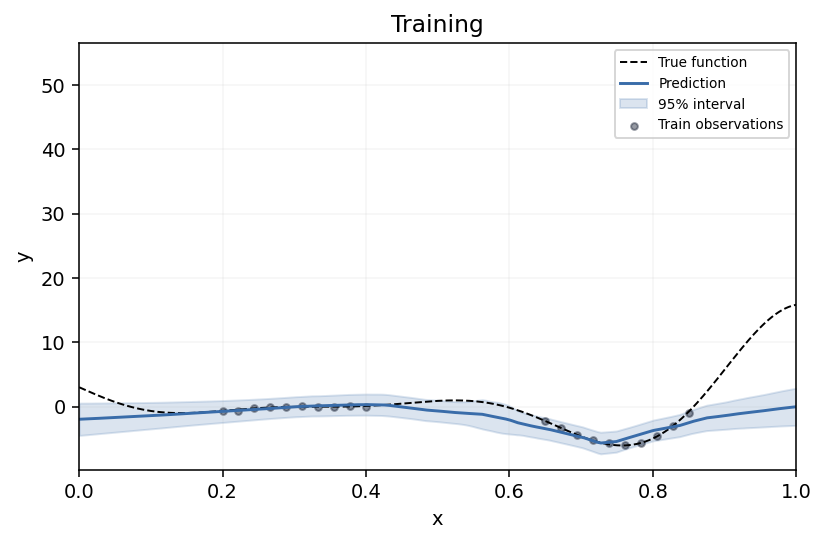 Training
y
50
40
30
20
10
0
True function
Prediction
95% interval
Train observations
0.0 0.2 0.4 0.6 0.8 1.0
x